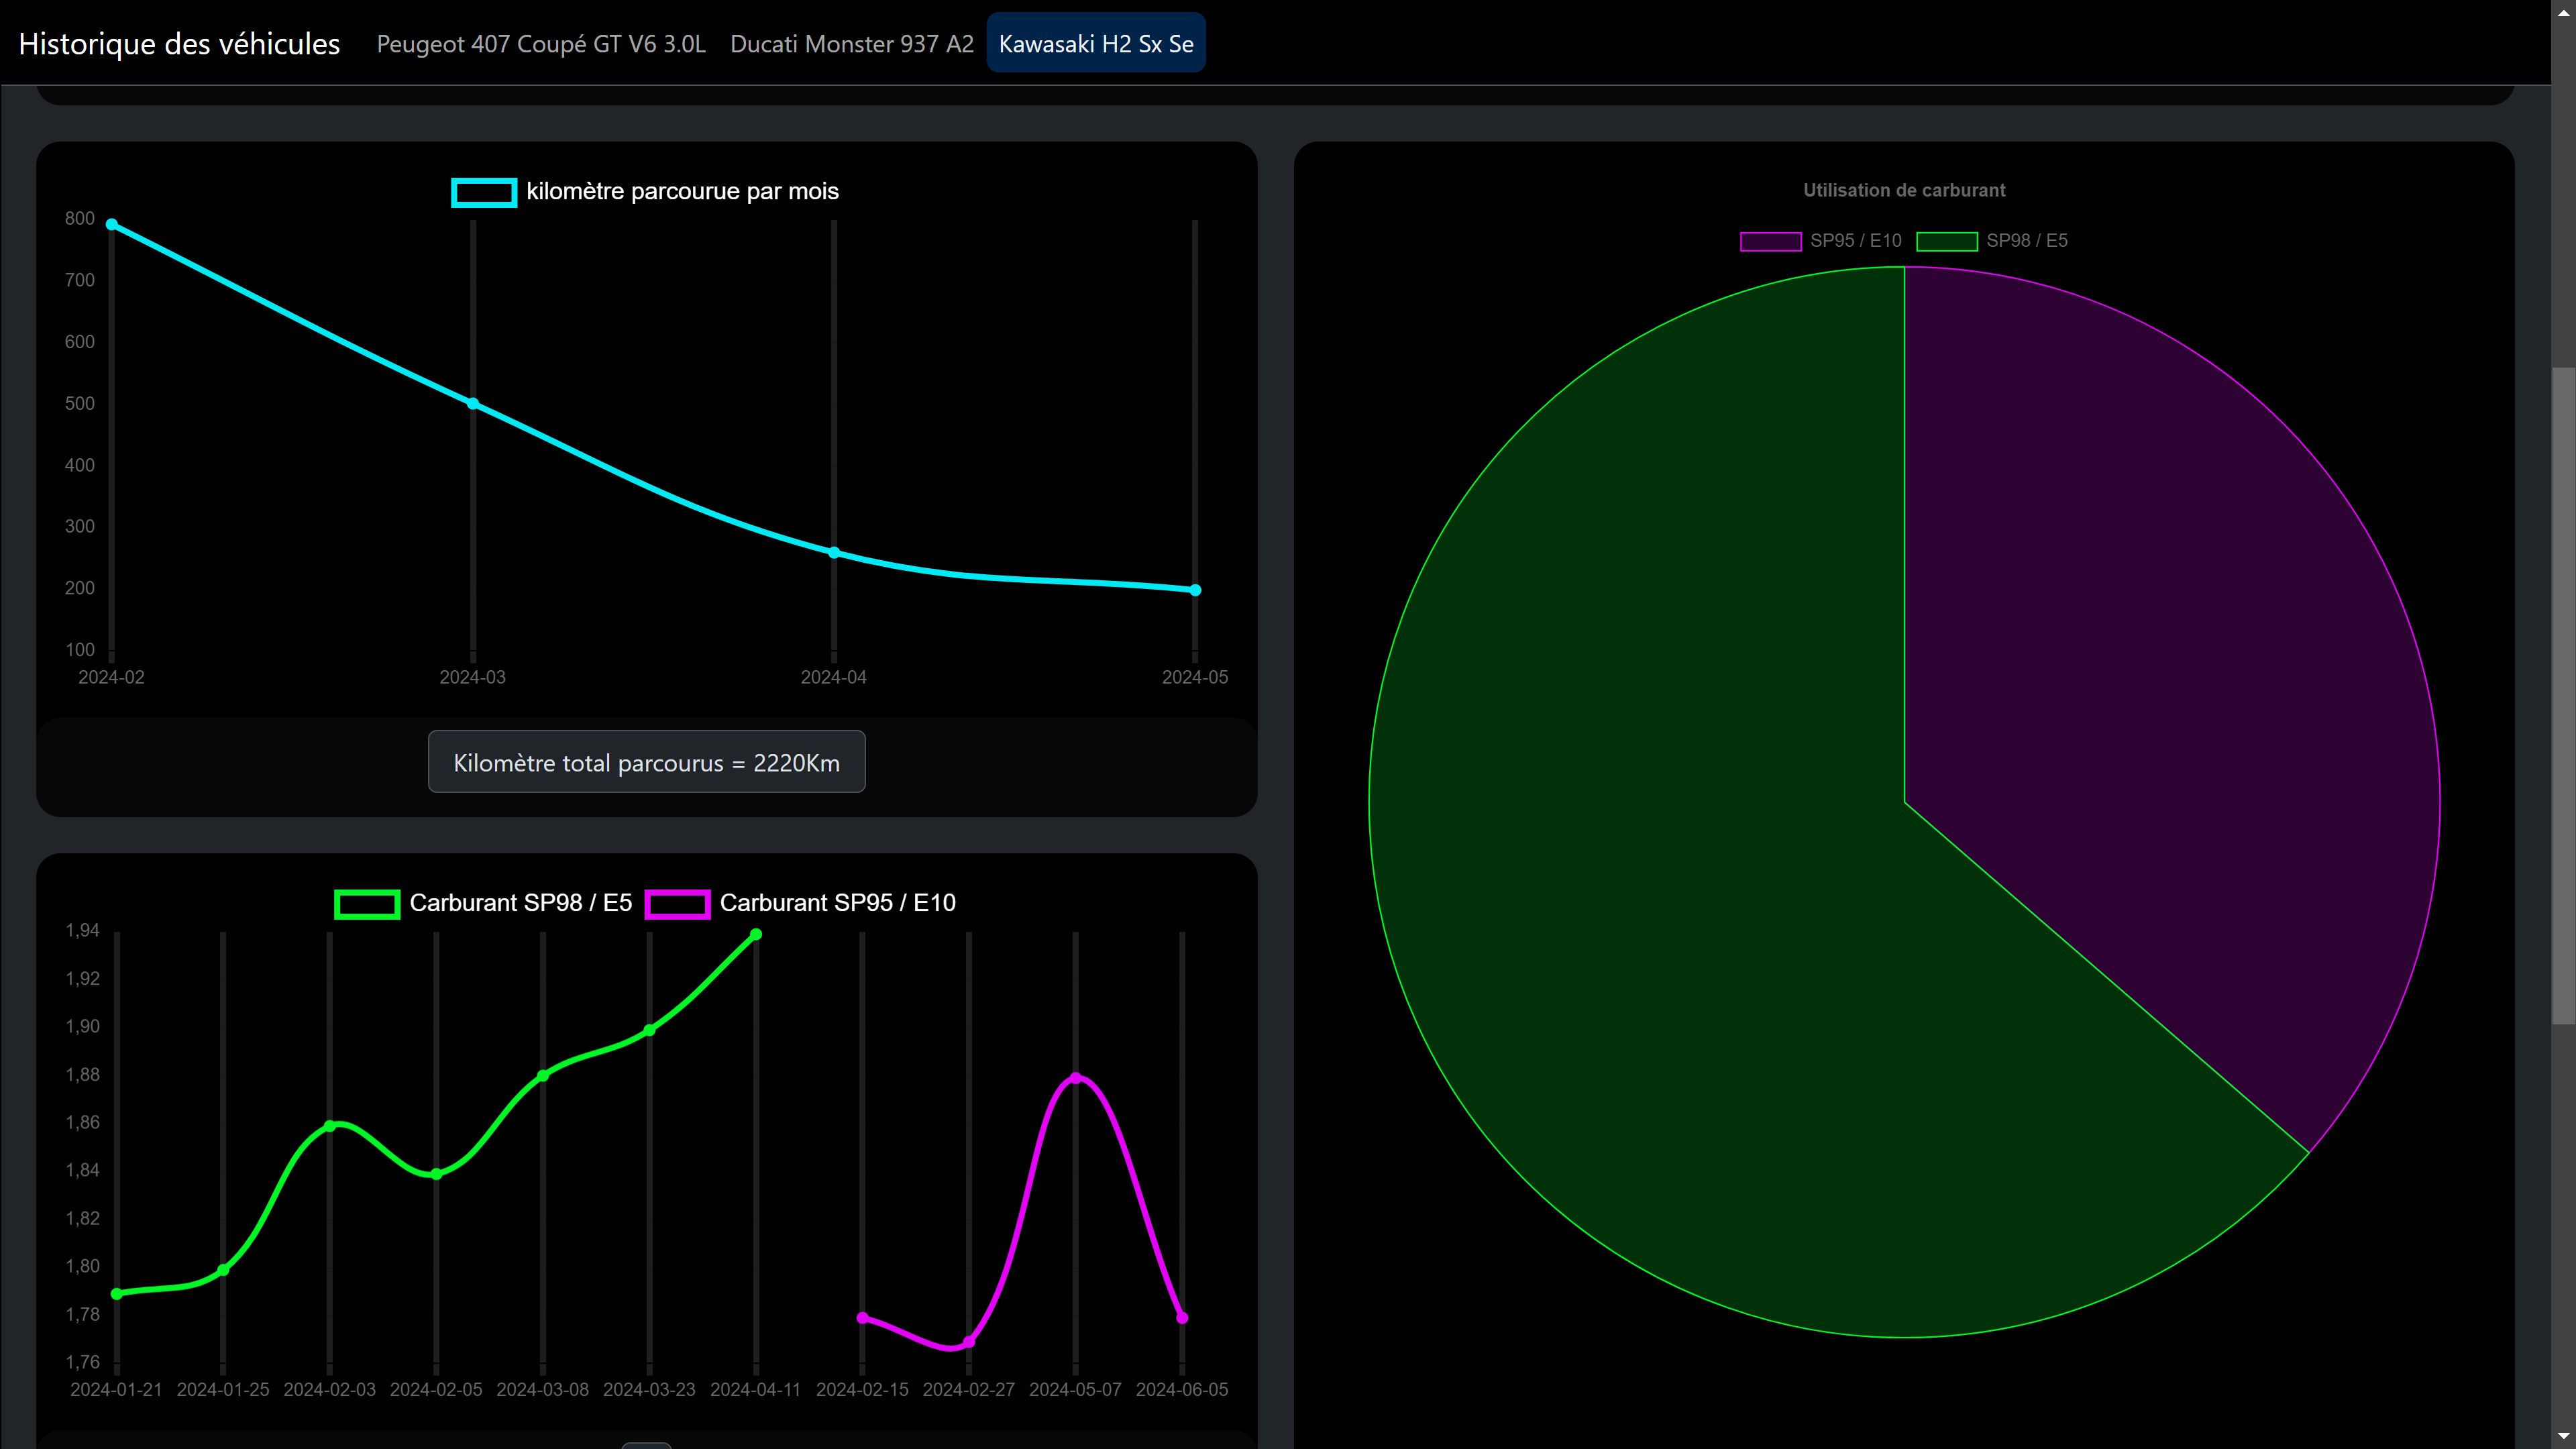 Historique des véhicules
Peugeot 407 Coupé GT V6 3.0L
Ducati Monster 937 A2
Kawasaki H2 Sx Se
kilomètre parcourue par mois
800
700
600
500
400
300
200
100
2024-02 2024-03 2024-04 2024-05
Kilomètre total parcourus = 2220Km
Carburant SP98 / E5 Carburant SP95 / E10
1,94
1,92
1,90
1,88
1,86
1,84
1,82
1,80
1,78
1,76
2024-01-21 2024-01-25 2024-02-03 2024-02-05 2024-03-08 2024-03-23 2024-04-11 2024-02-15 2024-02-27 2024-05-07 2024-06-05
Utilisation de carburant
SP95 / E10 SP98 / E5